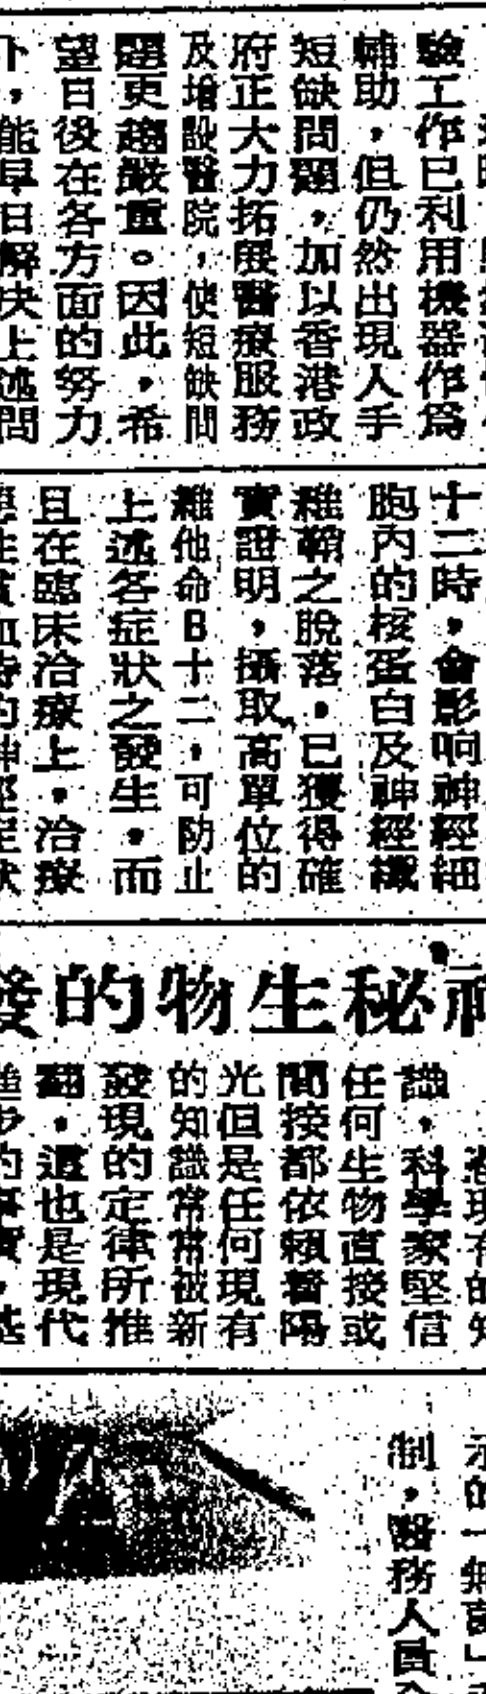 驗工作已利用機器作爲
輔助，但仍然出現人手
短缺問題，加以香港政
府正大力拓展醫療服務
及增設醫院，使短缺問
題更趨嚴重。因此，希
望日後在各方面的努力
下，能早日解決上述問
十二時，會影响神經細
胞內的核蛋白及神經纖
維鞘之脫落，已獲得確
實證明，攝取高單位的
維他命B十二，可防止
上述各症狀之發生，而
且在臨床治療上，治療
秘生物的發
識，科學家堅信
任何生物直接或
間接都依賴着陽
光但是任何現有
的知識常常被新
發現的定律所推
翻，這也是現代
進步的事實，
制，醫務人員